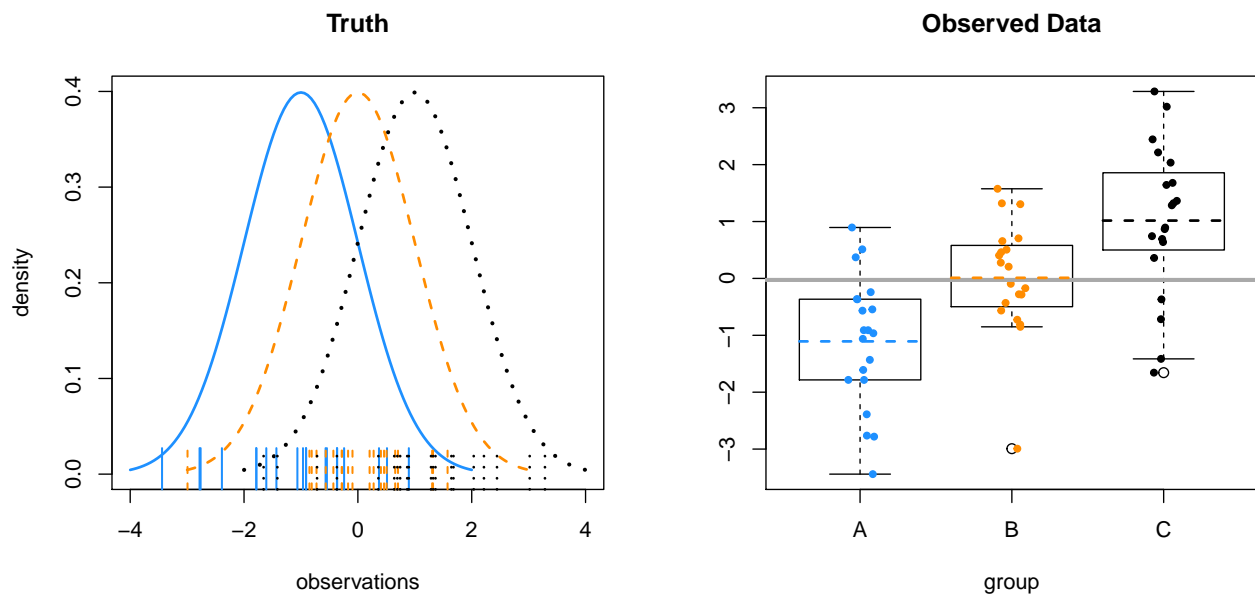 Truth
density
0.0
0.1
0.2
0.3
0.4
−4
−2
0
2
4
observations
Observed Data
−3
−2
−1
0
1
2
3
A
B
C
group